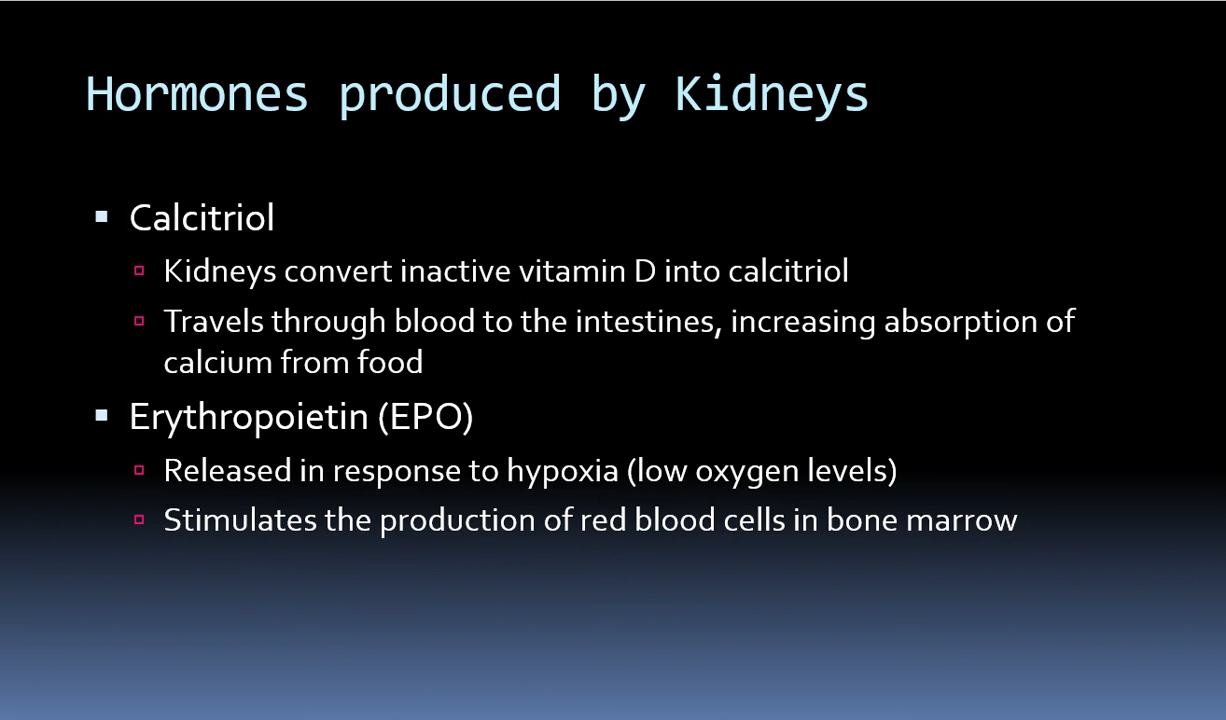 Hormones produced by Kidneys
Calcitriol
Kidneys convert inactive vitamin D into calcitriol
Travels through blood to the intestines, increasing absorption of
calcium from food
Erythropoietin (EPO)
Released in response to hypoxia (low oxygen levels)
Stimulates the production of red blood cells in bone marrow